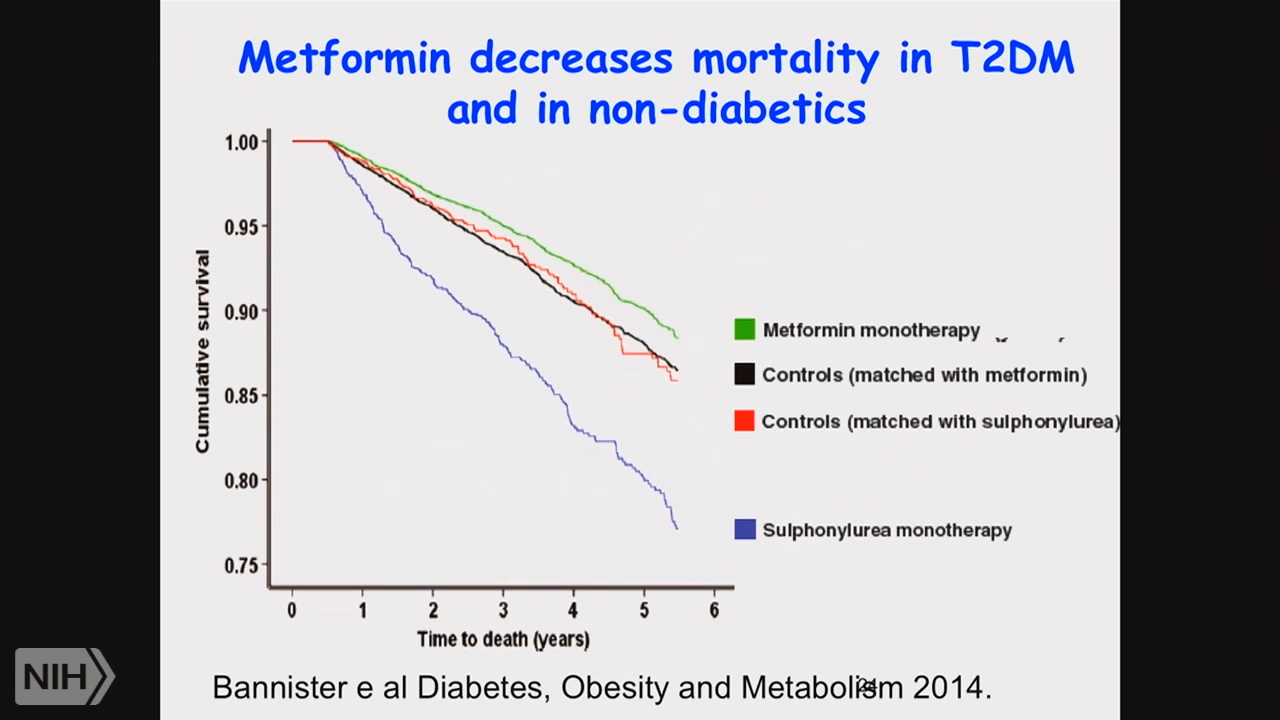 Metformin decreases mortality in T2DM
and in non-diabetics
1.00
0.95
0.90
0.85
0.80
0.75
Cumulative survival
0 1 2 3 4 5 6
Time to death (years)
Metformin monotherapy
Controls (matched with metformin)
Controls (matched with sulphonylurea)
Sulphonylurea monotherapy
NIH
Bannister e al Diabetes, Obesity and Metabolism 2014.
24